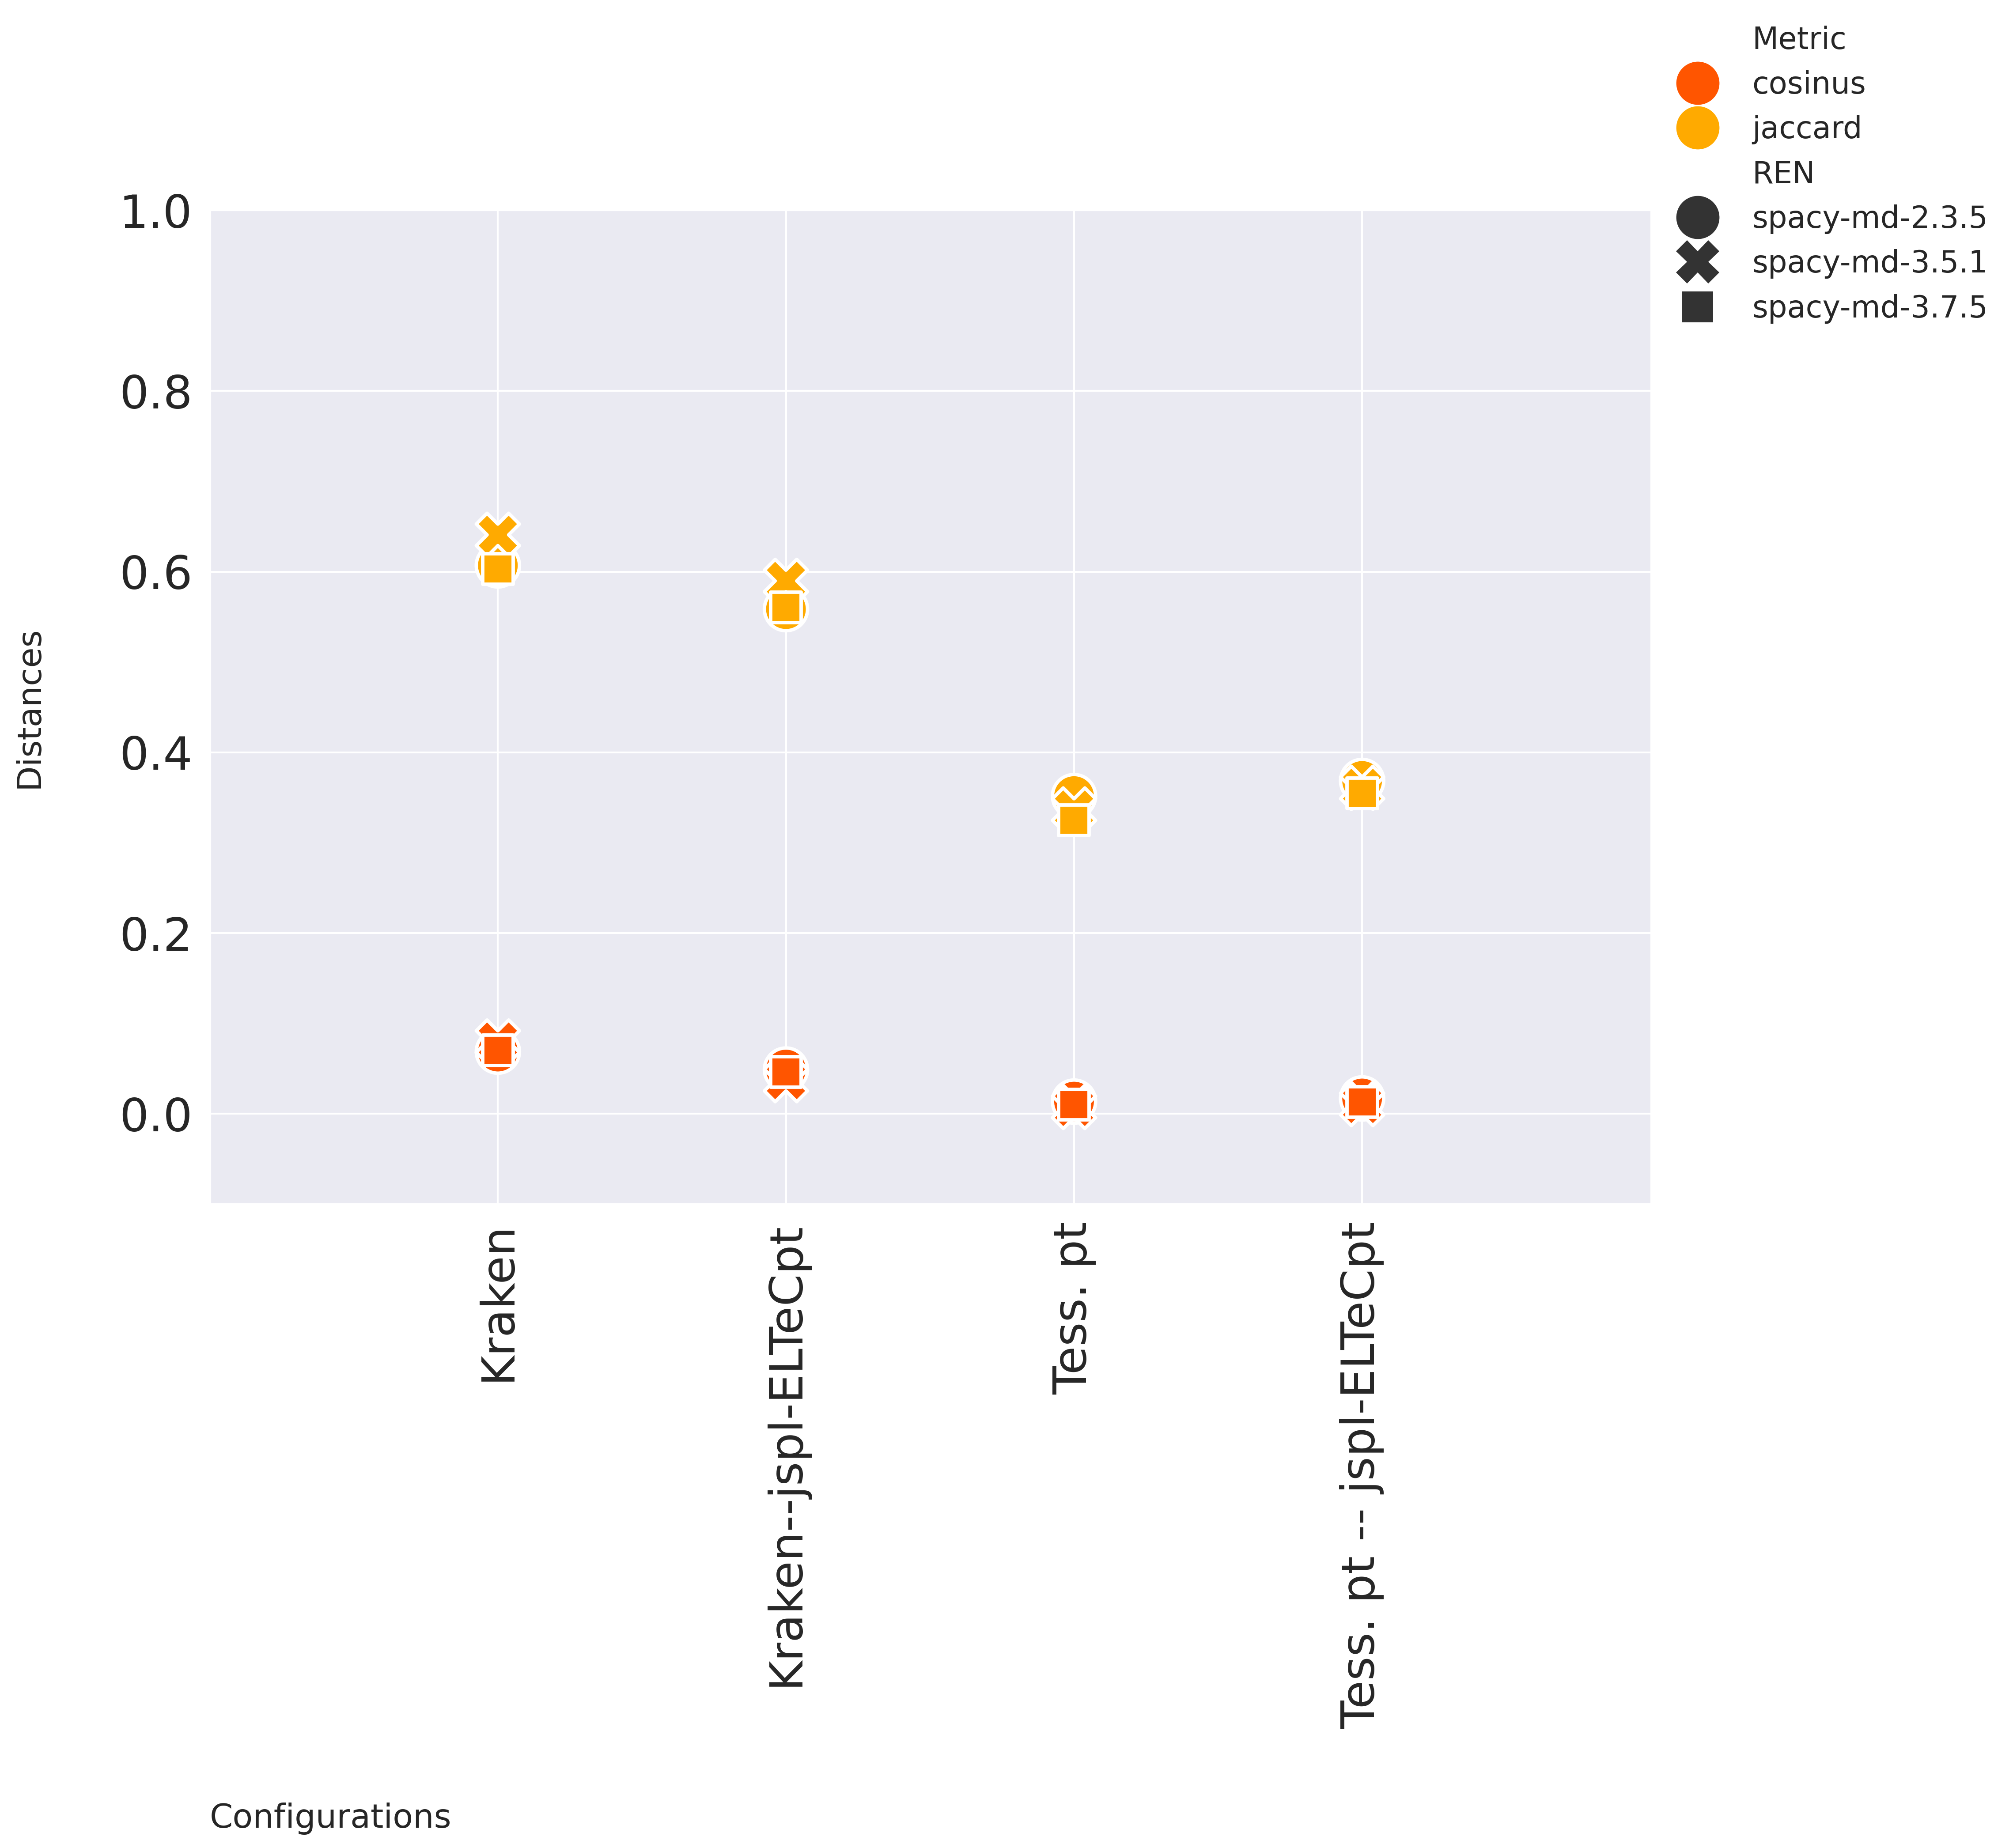 Metric
cosinus
jaccard
REN
spacy-md-2.3.5
spacy-md-3.5.1
spacy-md-3.7.5
1.0
0.8
0.6
0.4
0.2
0.0
Distances
Kraken
Kraken--jspl-ELTeCpt
Tess. pt
Tess. pt -- jspl-ELTeCpt
Configurations